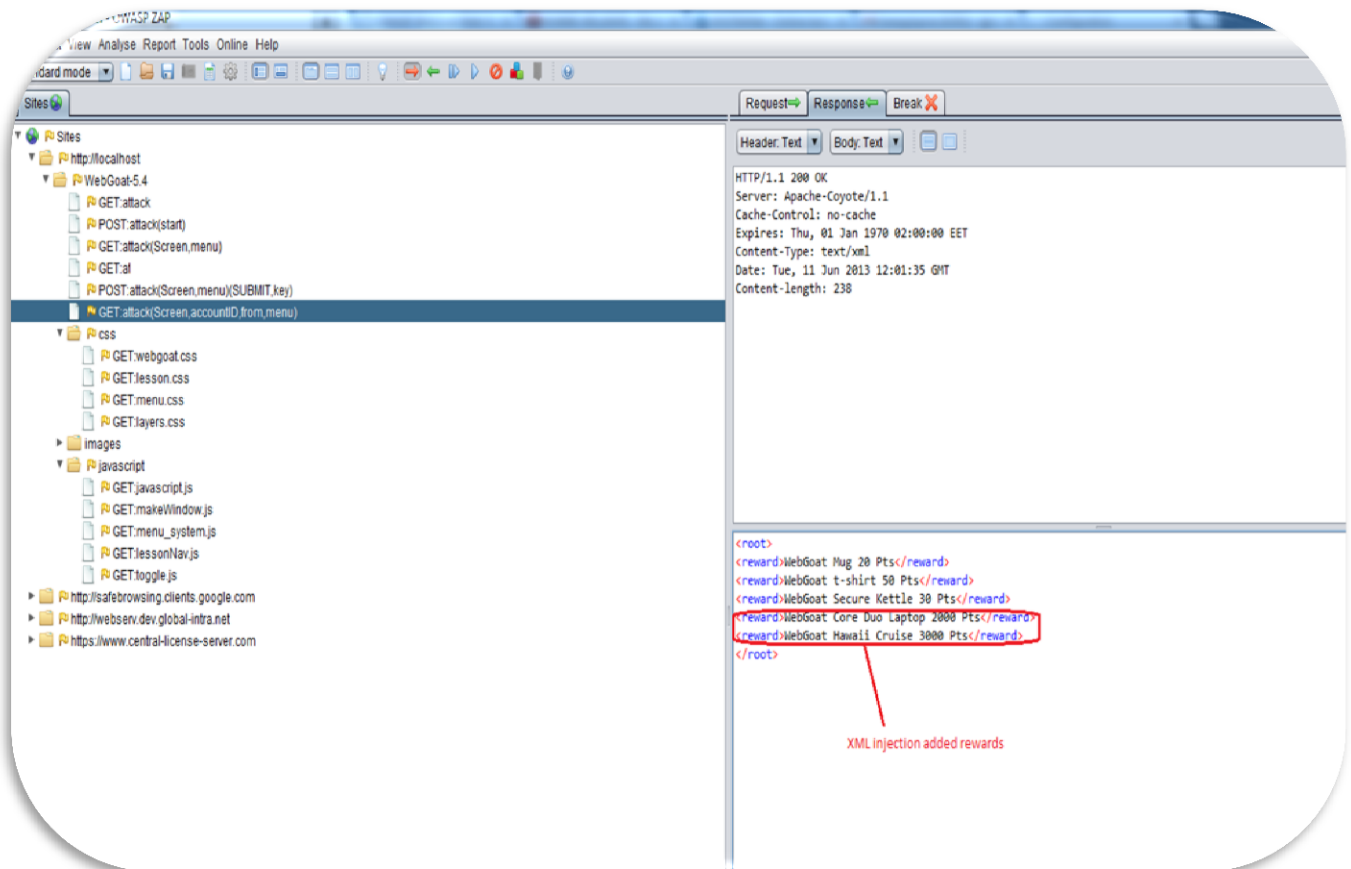 OWASP ZAP
View Analyse Report Tools Online Help
mode
Sites
Request Response Break
Header: Text Body: Text
Sites
http://localhost
WebGoat-5.4
GET:attack
POST:attack(start)
GET:attack(Screen,menu)
GET:at
POST:attack(Screen,menu)(SUBMIT,key)
GET:attack(Screen,accountID,from,menu)
css
GET:webgoat.css
GET:lesson.css
GET:menu.css
GET:layers.css
images
javascript
GET:javascript.js
GET:makeWindow.js
GET:menu_system.js
GET:lessonNav.js
GET:toggle.js
http://safebrowsing.clients.google.com
http://webserv.dev.global-intra.net
https://www.central-license-server.com
HTTP/1.1 200 OK
Server: Apache-Coyote/1.1
Cache-Control: no-cache
Expires: Thu, 01 Jan 1970 02:00:00 EET
Content-Type: text/xml
Date: Tue, 11 Jun 2013 12:01:35 GMT
Content-length: 238
<root>
<reward>WebGoat Mug 20 Pts</reward>
<reward>WebGoat t-shirt 50 Pts</reward>
<reward>WebGoat Secure Kettle 30 Pts</reward>
<reward>WebGoat Core Duo Laptop 2000 Pts</reward>
<reward>WebGoat Hawaii Cruise 3000 Pts</reward>
</root>
XML injection added rewards